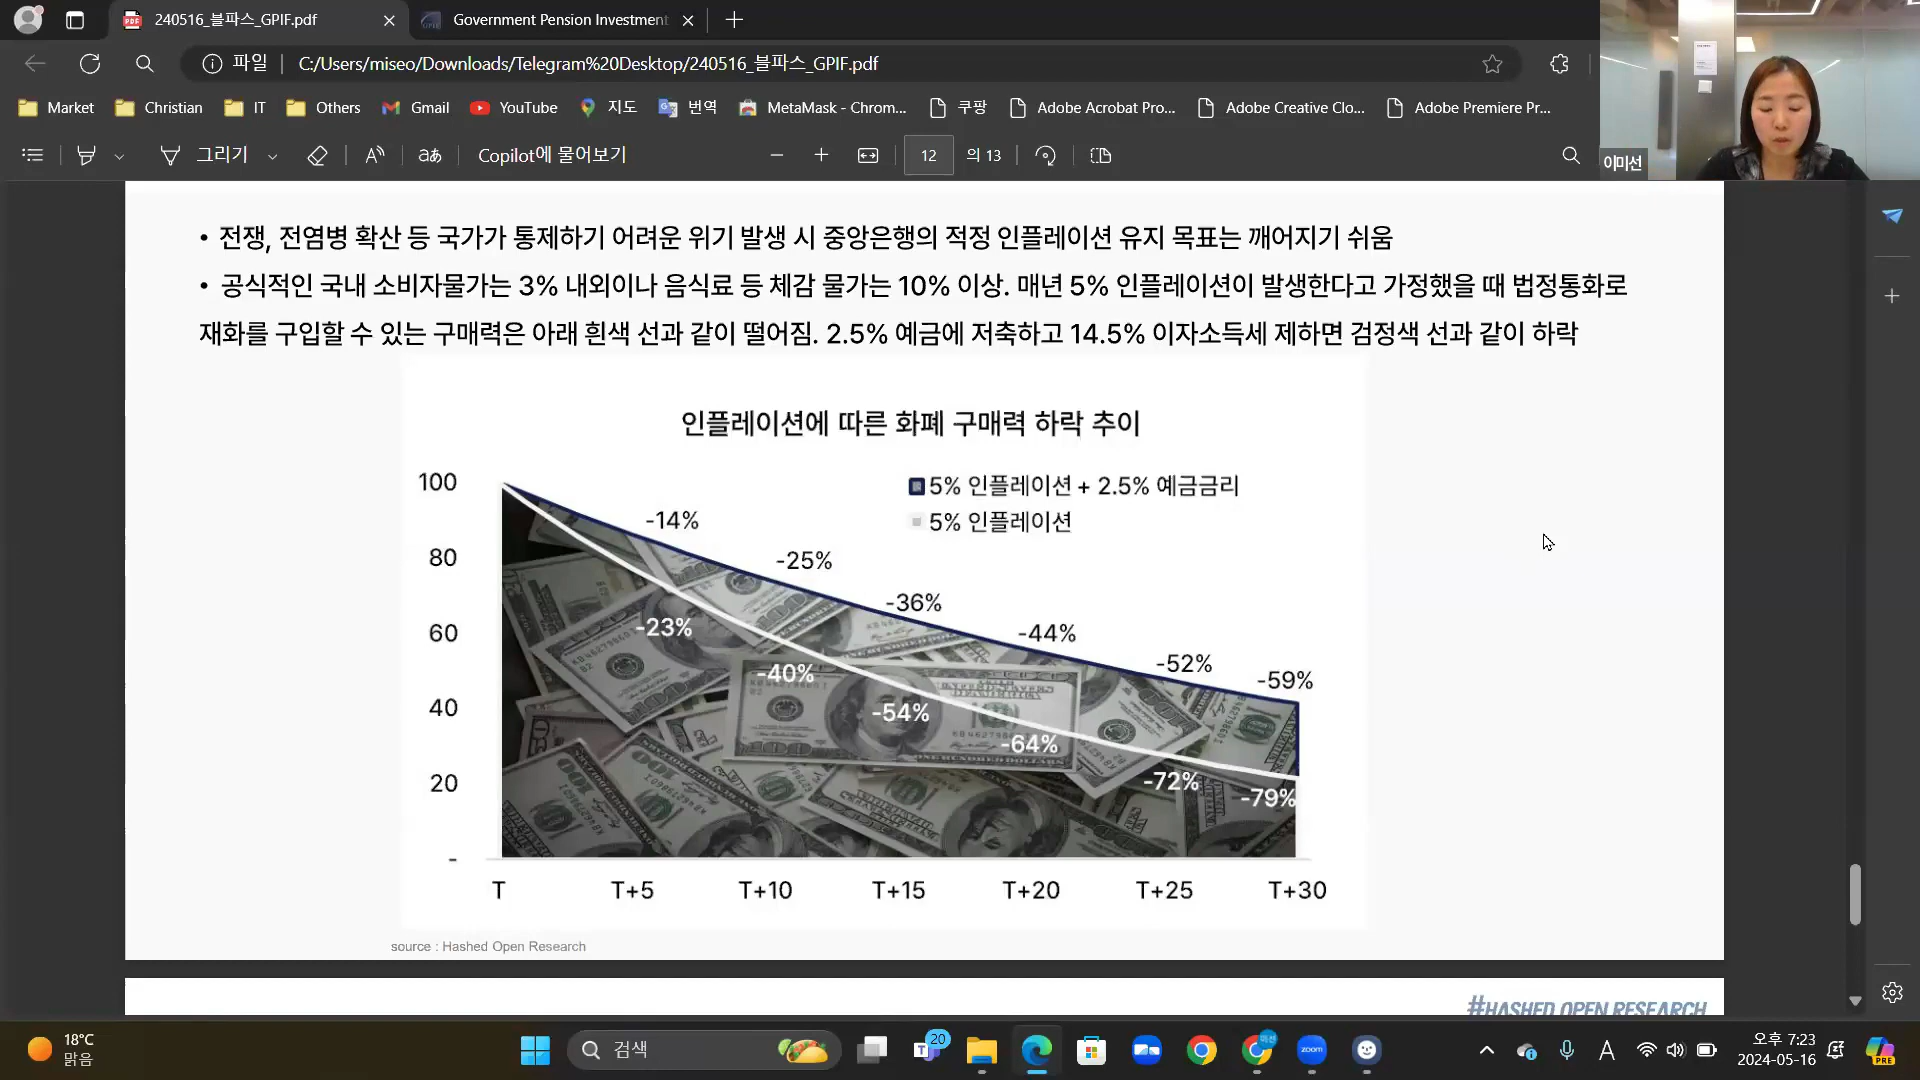 240516_블파스_GPIF.pdf
Government Pension Investment
파일
C:/Users/miseo/Downloads/Telegram%20Desktop/240516_블파스_GPIF.pdf
Market
Christian
IT
Others
Gmail
YouTube
지도
번역
MetaMask - Chrom...
쿠팡
Adobe Acrobat Pro...
Adobe Creative Clo...
Adobe Premiere Pr...
그리기
Copilot에 물어보기
12
의 13
이미선
• 전쟁, 전염병 확산 등 국가가 통제하기 어려운 위기 발생 시 중앙은행의 적정 인플레이션 유지 목표는 깨어지기 쉬움
• 공식적인 국내 소비자물가는 3% 내외이나 음식료 등 체감 물가는 10% 이상. 매년 5% 인플레이션이 발생한다고 가정했을 때 법정통화로
재화를 구입할 수 있는 구매력은 아래 흰색 선과 같이 떨어짐. 2.5% 예금에 저축하고 14.5% 이자소득세 제하면 검정색 선과 같이 하락
인플레이션에 따른 화폐 구매력 하락 추이
5% 인플레이션 + 2.5% 예금금리
5% 인플레이션
100
80
60
40
20
-
-14%
-25%
-36%
-44%
-52%
-59%
-23%
-40%
-54%
-64%
-72%
-79%
T
T+5
T+10
T+15
T+20
T+25
T+30
source : Hashed Open Research
#HASHED OPEN RESEARCH
18°C
맑음
검색
20
zoom
A
오후 7:23
2024-05-16
PRE